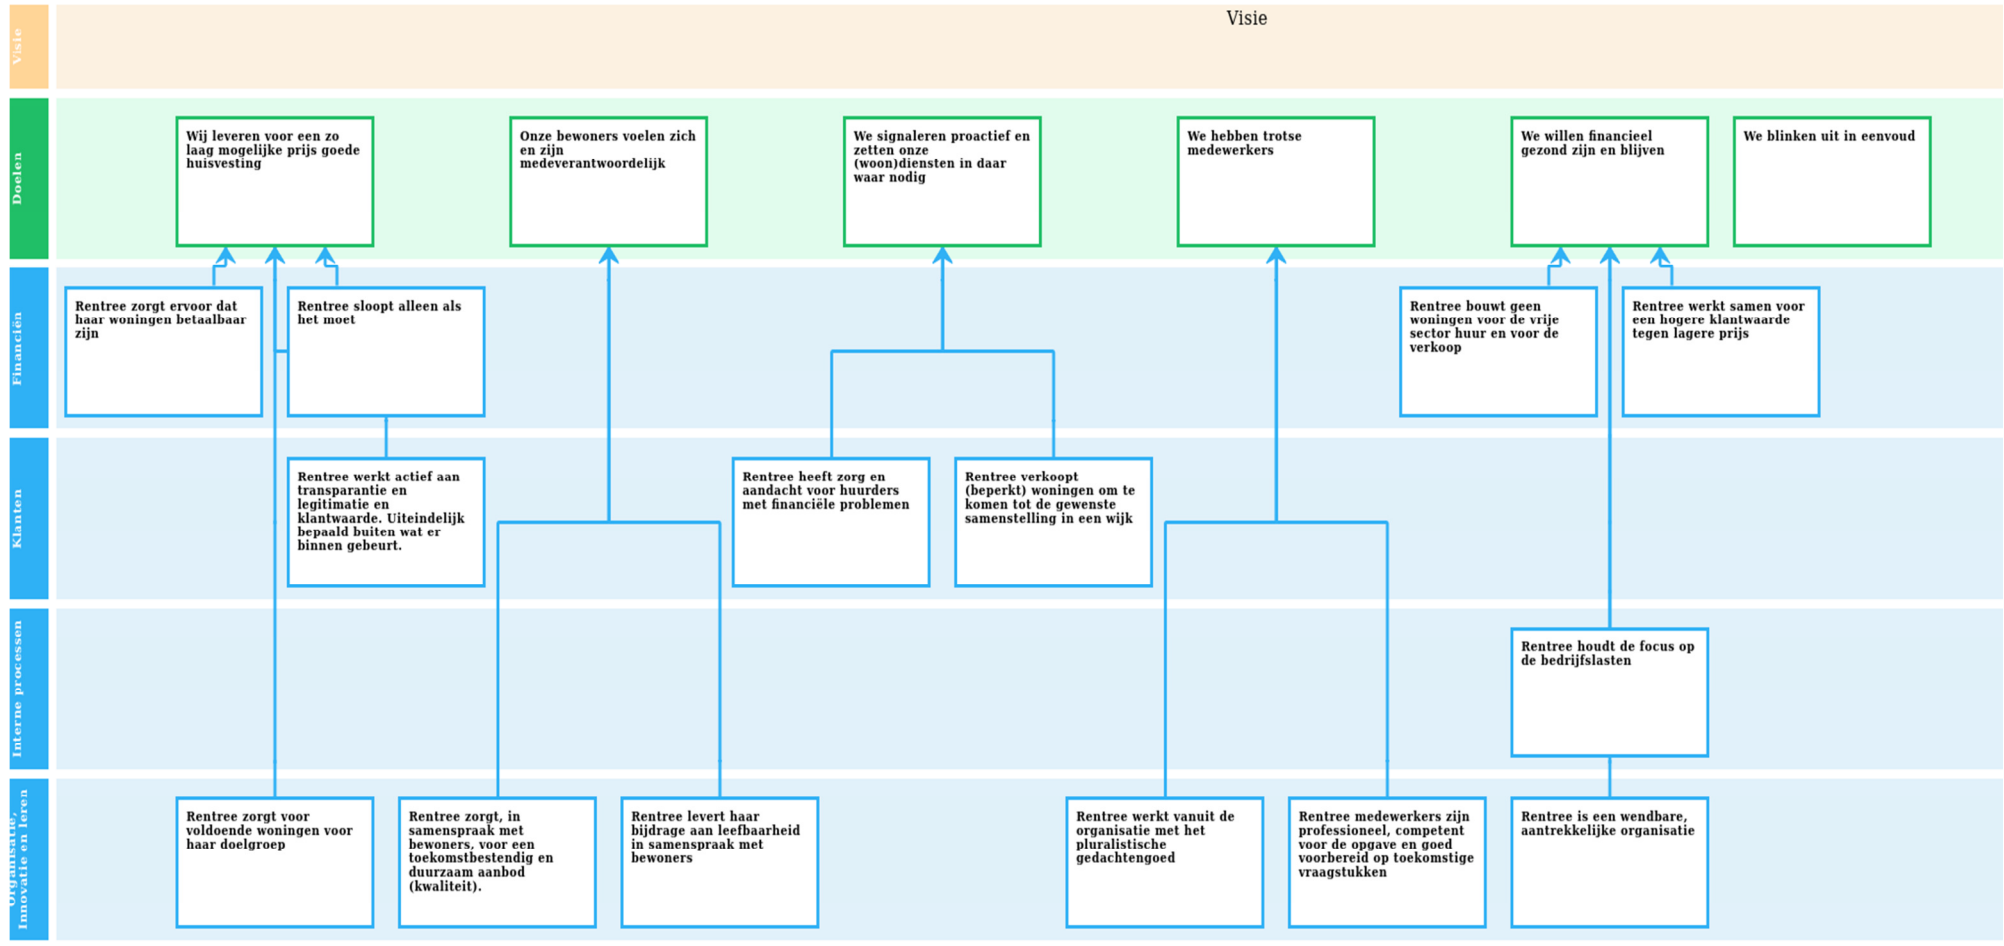 Visie
Visie
Doelen
Wij leveren voor een zo
laag mogelijke prijs goede
huisvesting
Onze bewoners voelen zich
en zijn
medeverantwoordelijk
We signaleren proactief en
zetten onze
(woon)diensten in daar
waar nodig
We hebben trotse
medewerkers
We willen financieel
gezond zijn en blijven
We blinken uit in eenvoud
Financiën
Rentree zorgt ervoor dat
haar woningen betaalbaar
zijn
Rentree sloopt alleen als
het moet
Rentree bouwt geen
woningen voor de vrije
sector huur en voor de
verkoop
Rentree werkt samen voor
een hogere klantwaarde
tegen lagere prijs
Klanten
Rentree werkt actief aan
transparantie en
legitimatie en
klantwaarde. Uiteindelijk
bepaald buiten wat er
binnen gebeurt.
Rentree heeft zorg en
aandacht voor huurders
met financiële problemen
Rentree verkoopt
(beperkt) woningen om te
komen tot de gewenste
samenstelling in een wijk
Interne processen
Rentree houdt de focus op
de bedrijfslasten
Organisatie,
Innovatie en leren
Rentree zorgt voor
voldoende woningen voor
haar doelgroep
Rentree zorgt, in
samenspraak met
bewoners, voor een
toekomstbestendig en
duurzaam aanbod
(kwaliteit).
Rentree levert haar
bijdrage aan leefbaarheid
in samenspraak met
bewoners
Rentree werkt vanuit de
organisatie met het
pluralistische
gedachtengoed
Rentree medewerkers zijn
professioneel, competent
voor de opgave en goed
voorbereid op toekomstige
vraagstukken
Rentree is een wendbare,
aantrekkelijke organisatie